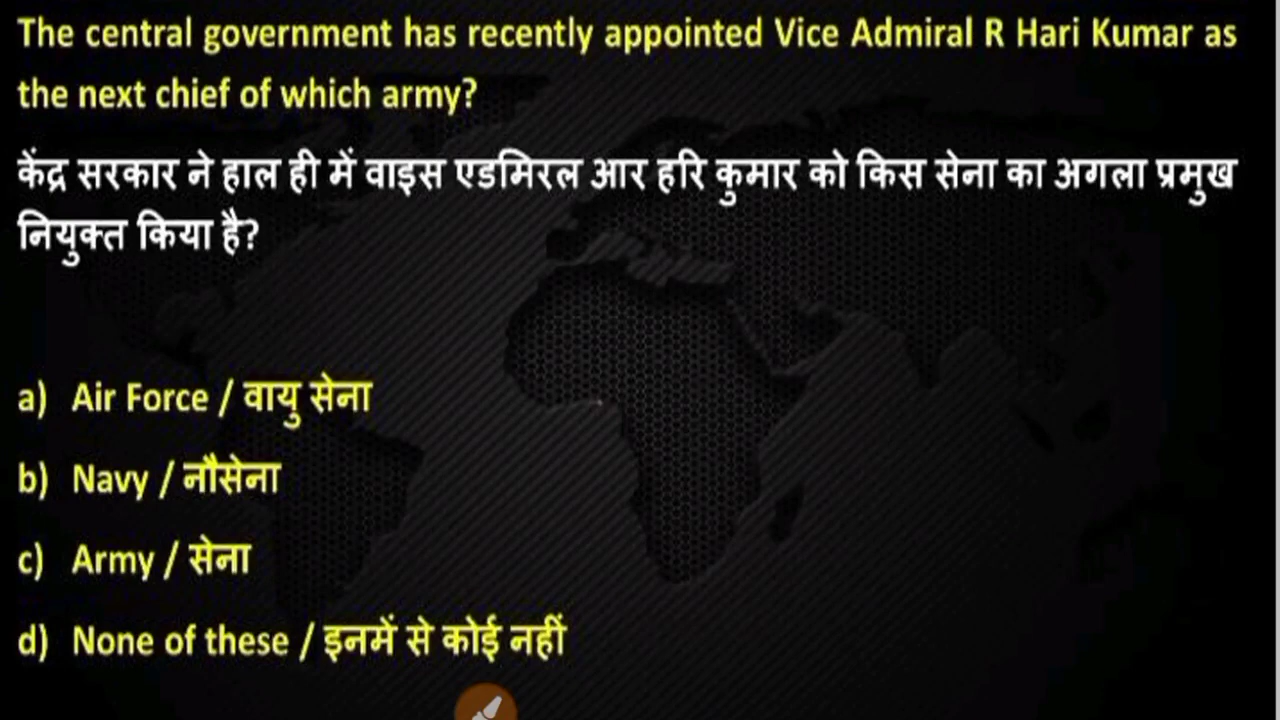 The central government has recently appointed Vice Admiral R Hari Kumar as
the next chief of which army?
केंद्र सरकार ने हाल ही में वाइस एडमिरल आर हरि कुमार को किस सेना का अगला प्रमुख
नियुक्त किया है?
a) Air Force / वायु सेना
b) Navy / नौसेना
c) Army / सेना
d) None of these / इनमें से कोई नहीं